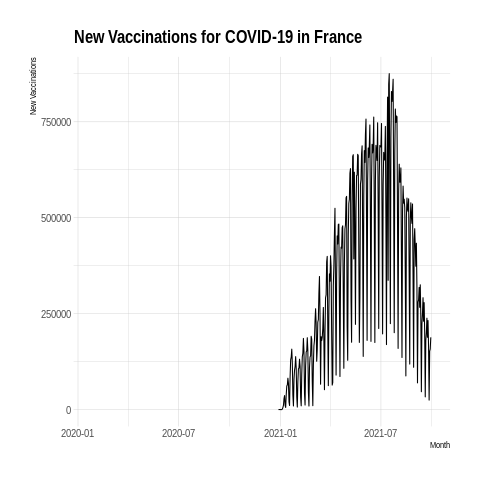 New Vaccinations for COVID-19 in France
New Vaccinations
750000
500000
250000
0
2020-01 2020-07 2021-01 2021-07
Month